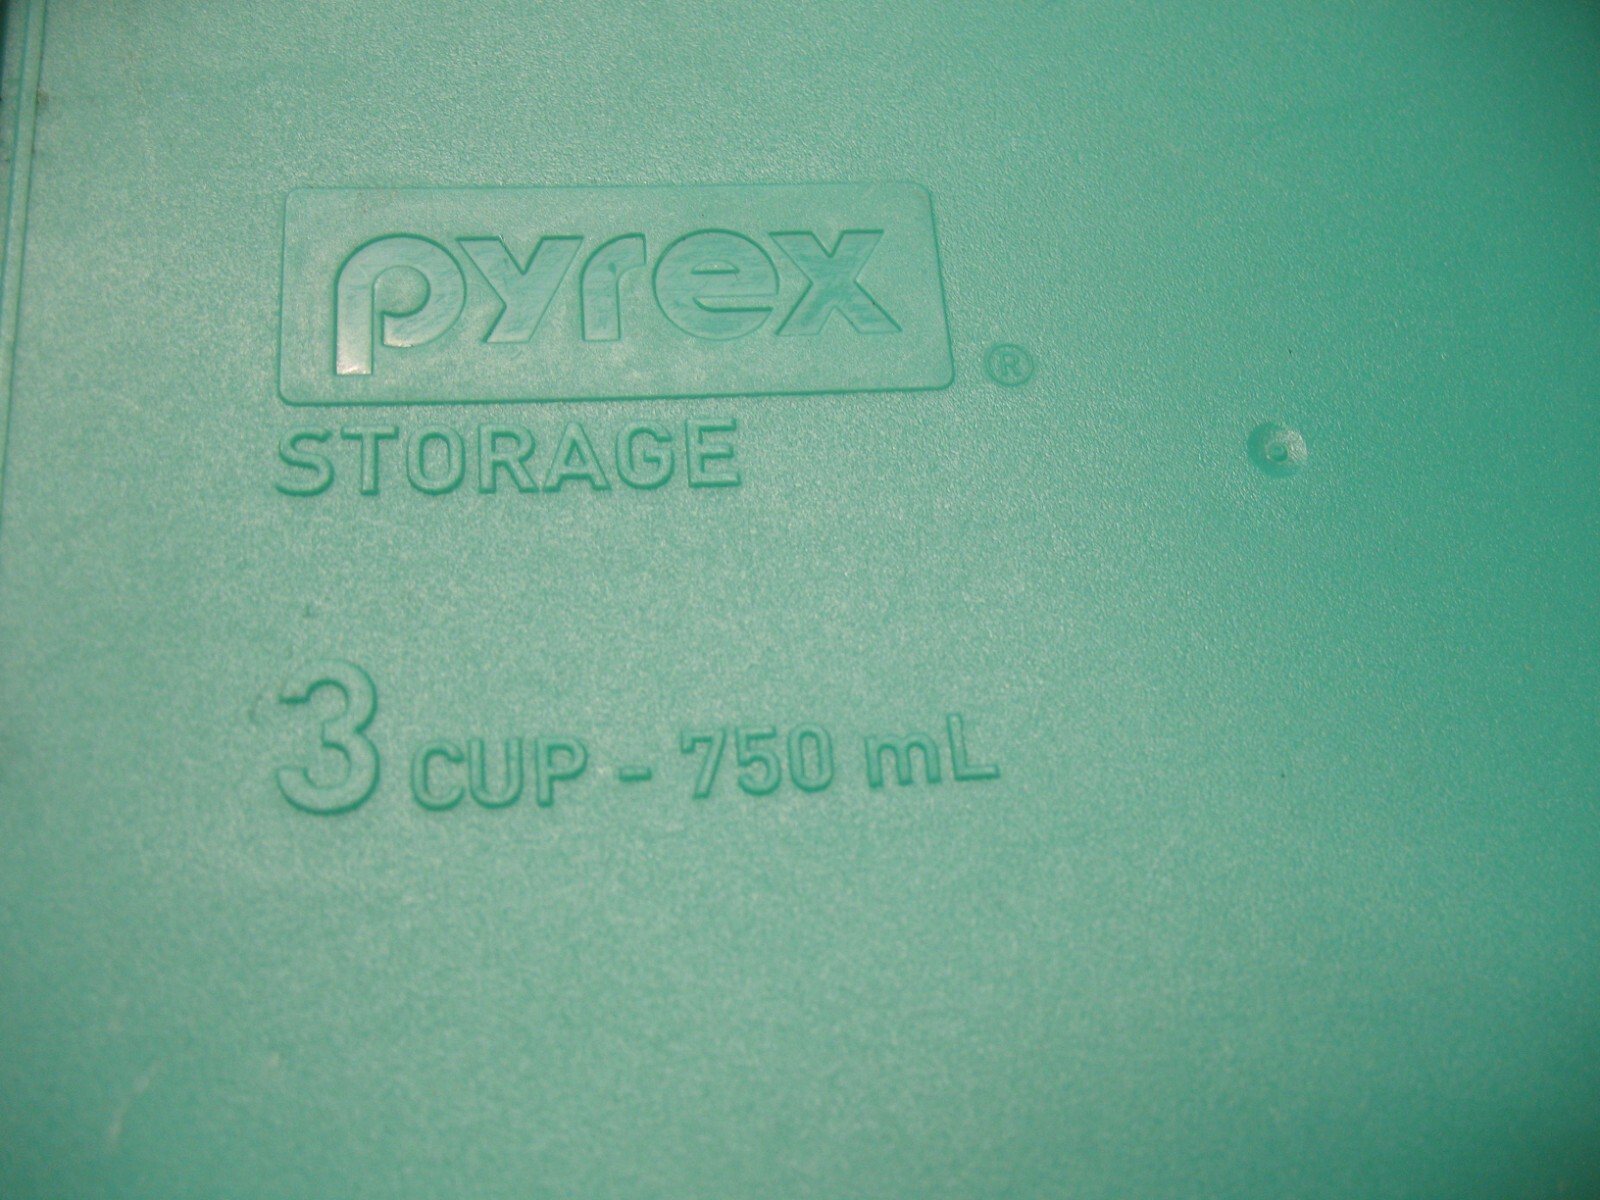 pyrex ®
STORAGE
3 CUP - 750 mL